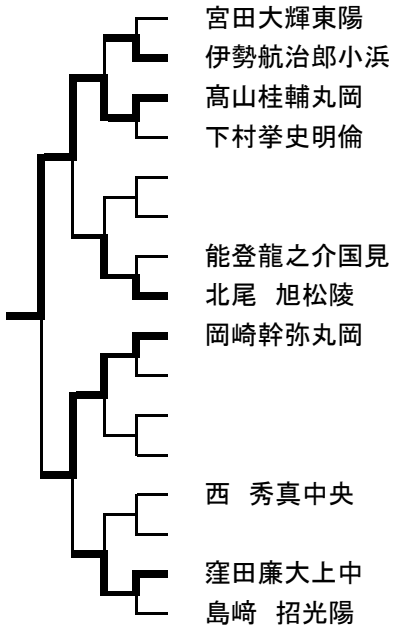 宮田大輝東陽
伊勢航治郎小浜
髙山桂輔丸岡
下村挙史明倫
能登龍之介国見
北尾 旭松陵
岡崎幹弥丸岡
西 秀真中央
窪田廉大上中
島﨑 招光陽